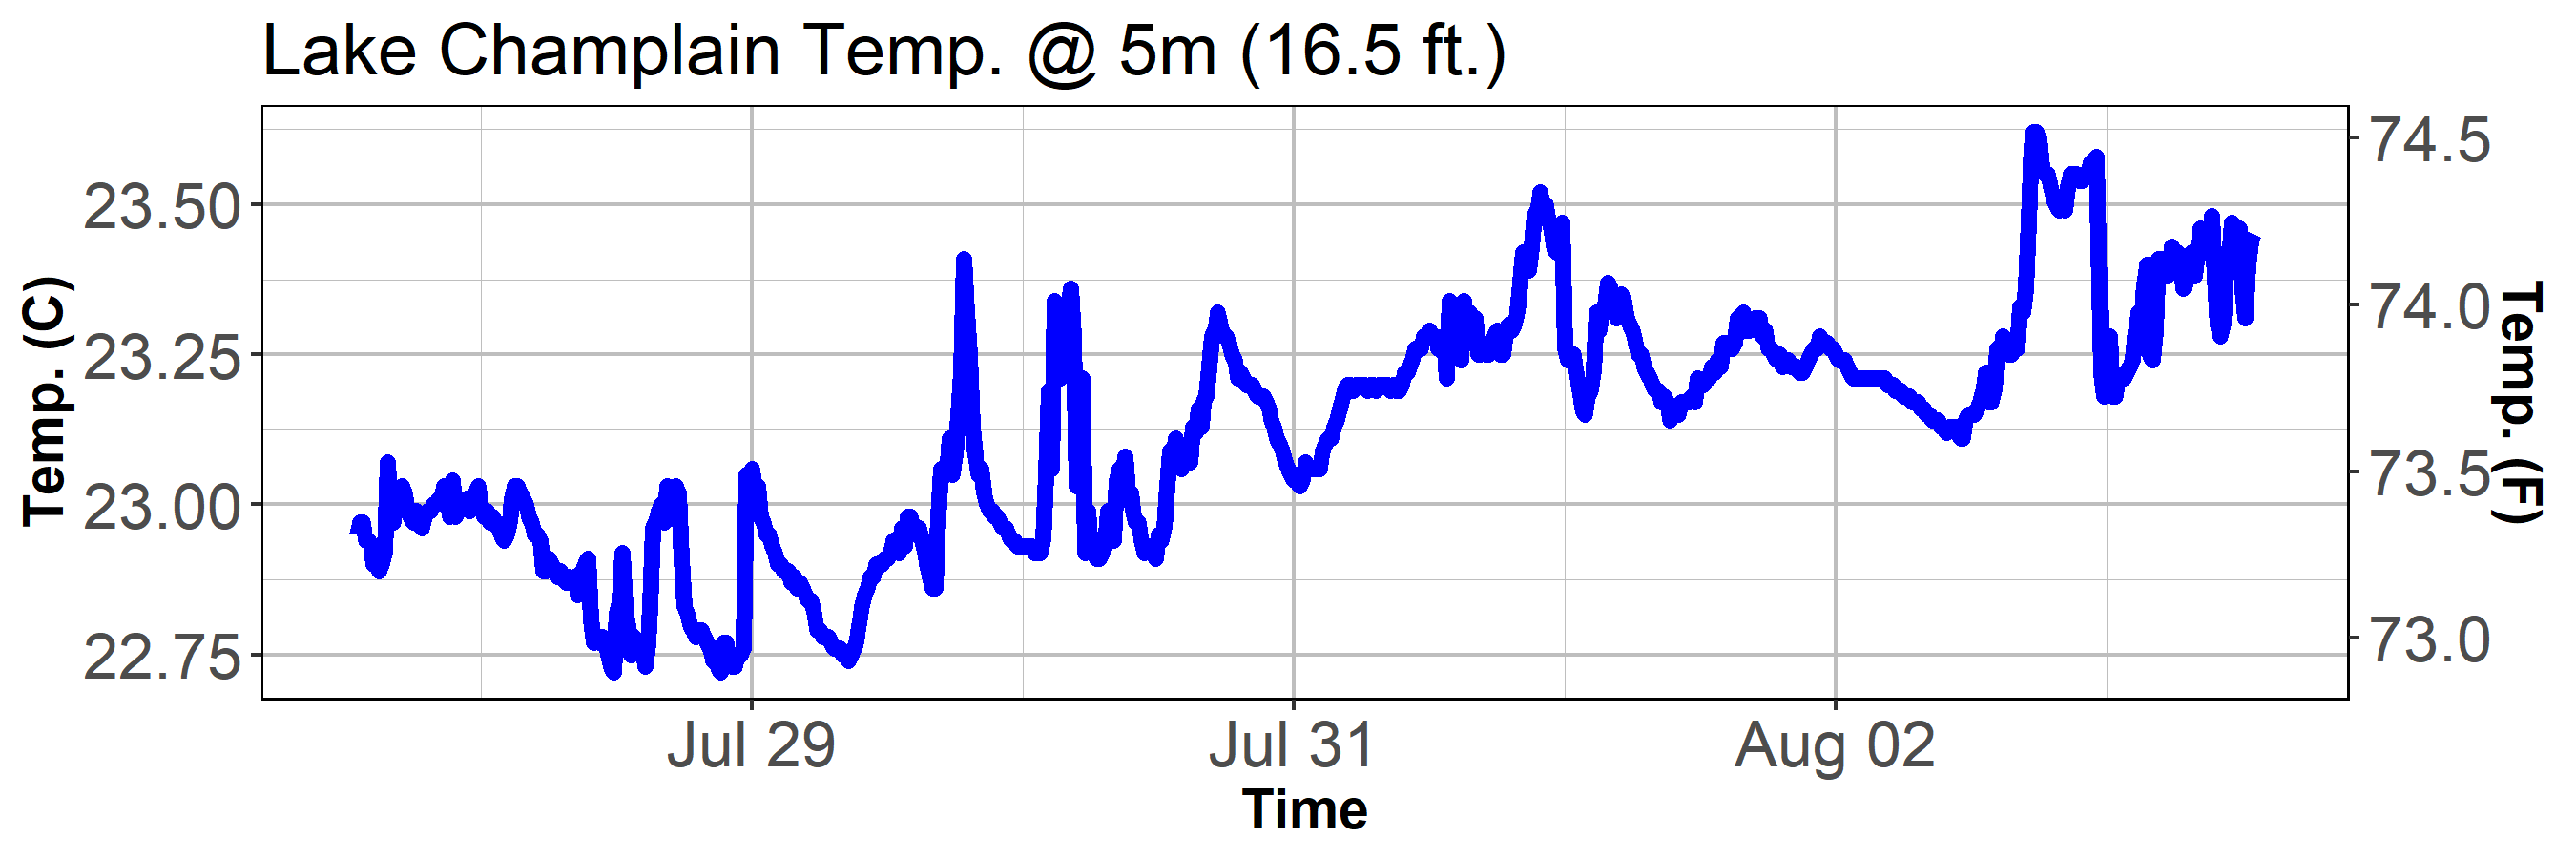 Lake Champlain Temp. @ 5m (16.5 ft.)
Temp. (C)
23.50
23.25
23.00
22.75
74.5
74.0
73.5
73.0
Temp. (F)
Jul 29
Jul 31
Aug 02
Time